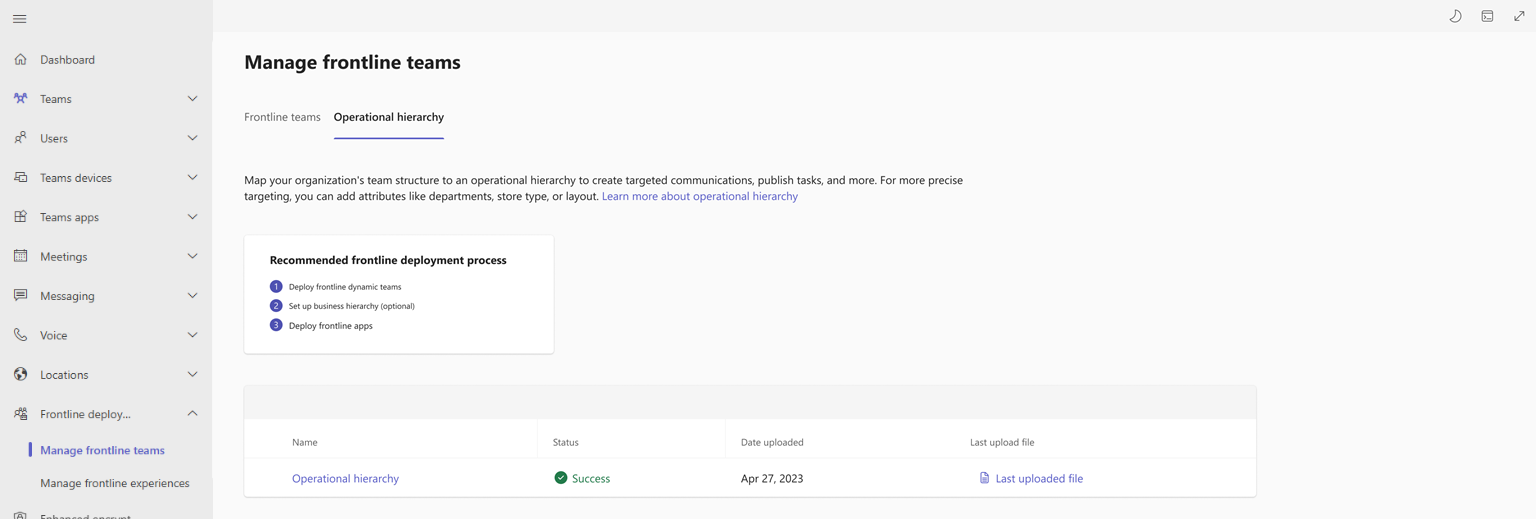 Dashboard
Teams
Users
Teams devices
Teams apps
Meetings
Messaging
Voice
Locations
Frontline deploy...
Manage frontline teams
Manage frontline experiences
Enhanced encrypt
Manage frontline teams
Frontline teams
Operational hierarchy
Map your organization's team structure to an operational hierarchy to create targeted communications, publish tasks, and more. For more precise
targeting, you can add attributes like departments, store type, or layout. Learn more about operational hierarchy
Recommended frontline deployment process
1 Deploy frontline dynamic teams
2 Set up business hierarchy (optional)
3 Deploy frontline apps
Name Status Date uploaded Last upload file
Operational hierarchy Success Apr 27, 2023 Last uploaded file